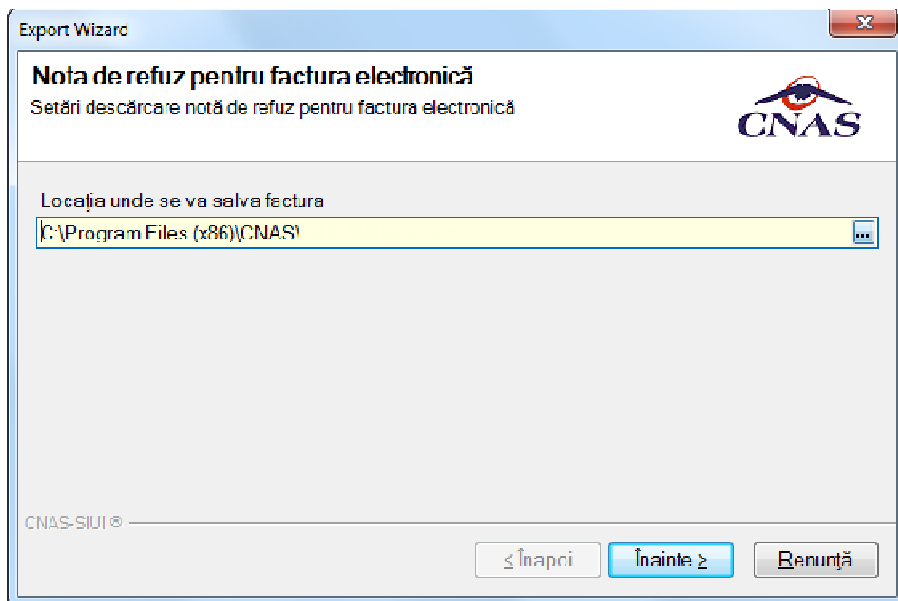 Export Wizard
Nota de refuz pentru factura electronică
Setări descărcare notă de refuz pentru factura electronică
CNAS
Locația unde se va salva factura
C:\Program Files (x86)\CNAS\
...
CNAS-SIUI ®
< Înapoi
Înainte >
Renunță